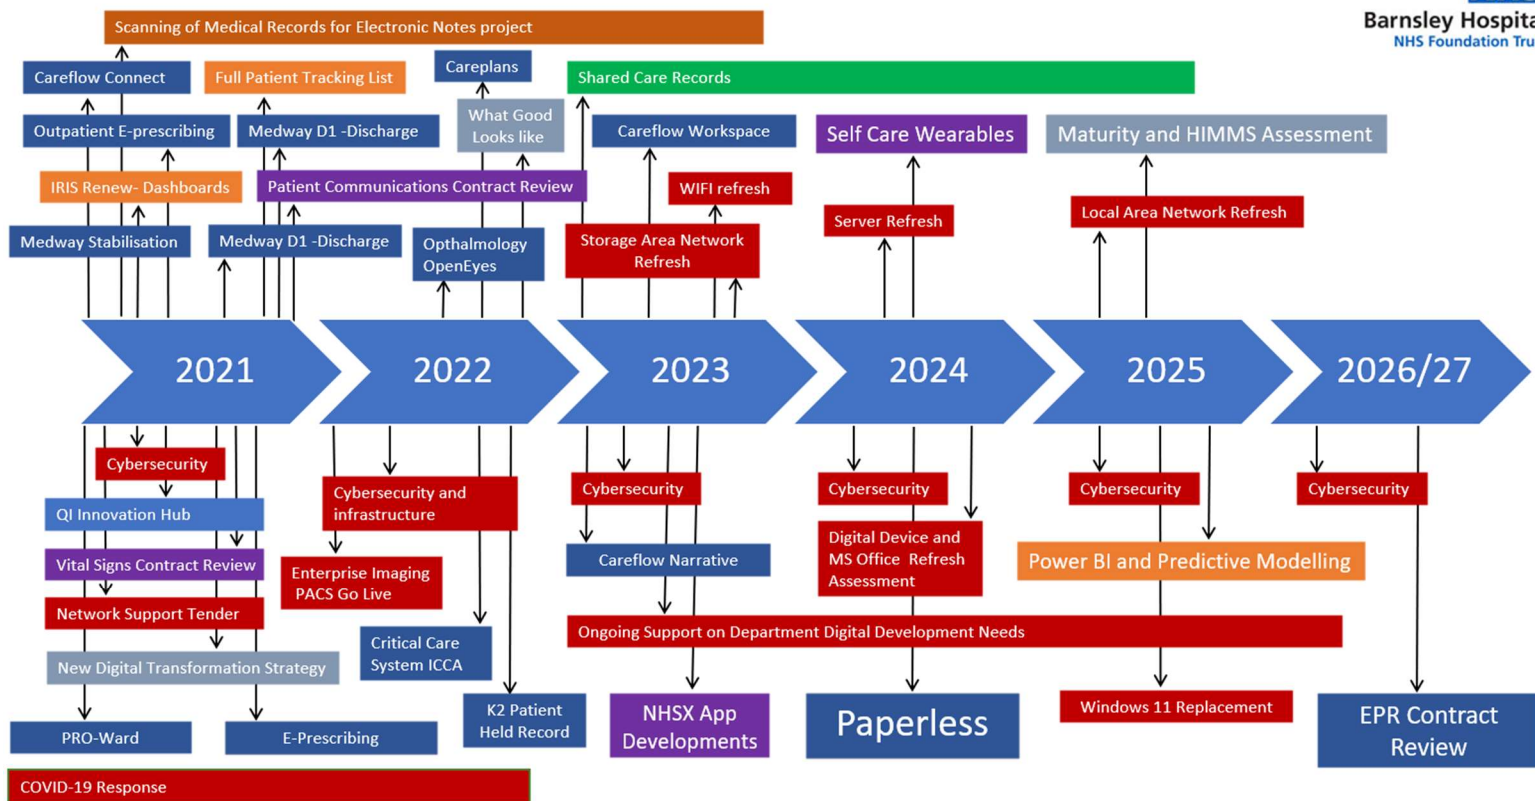 Barnsley Hospita
NHS Foundation Trus
Scanning of Medical Records for Electronic Notes project
Careflow Connect
Full Patient Tracking List
Careplans
Shared Care Records
Outpatient E-prescribing
Medway D1 -Discharge
What Good
Looks like
Careflow Workspace
Self Care Wearables
Maturity and HIMMS Assessment
IRIS Renew- Dashboards
Patient Communications Contract Review
WIFI refresh
Server Refresh
Local Area Network Refresh
Medway Stabilisation
Medway D1 -Discharge
Opthalmology
OpenEyes
Storage Area Network
Refresh
2021
2022
2023
2024
2025
2026/27
Cybersecurity
QI Innovation Hub
Vital Signs Contract Review
Network Support Tender
New Digital Transformation Strategy
PRO-Ward
E-Prescribing
COVID-19 Response
Cybersecurity and
infrastructure
Enterprise Imaging
PACS Go Live
Critical Care
System ICCA
K2 Patient
Held Record
Cybersecurity
Careflow Narrative
Ongoing Support on Department Digital Development Needs
NHSX App
Developments
Cybersecurity
Digital Device and
MS Office Refresh
Assessment
Paperless
Cybersecurity
Power BI and Predictive Modelling
Windows 11 Replacement
Cybersecurity
EPR Contract
Review